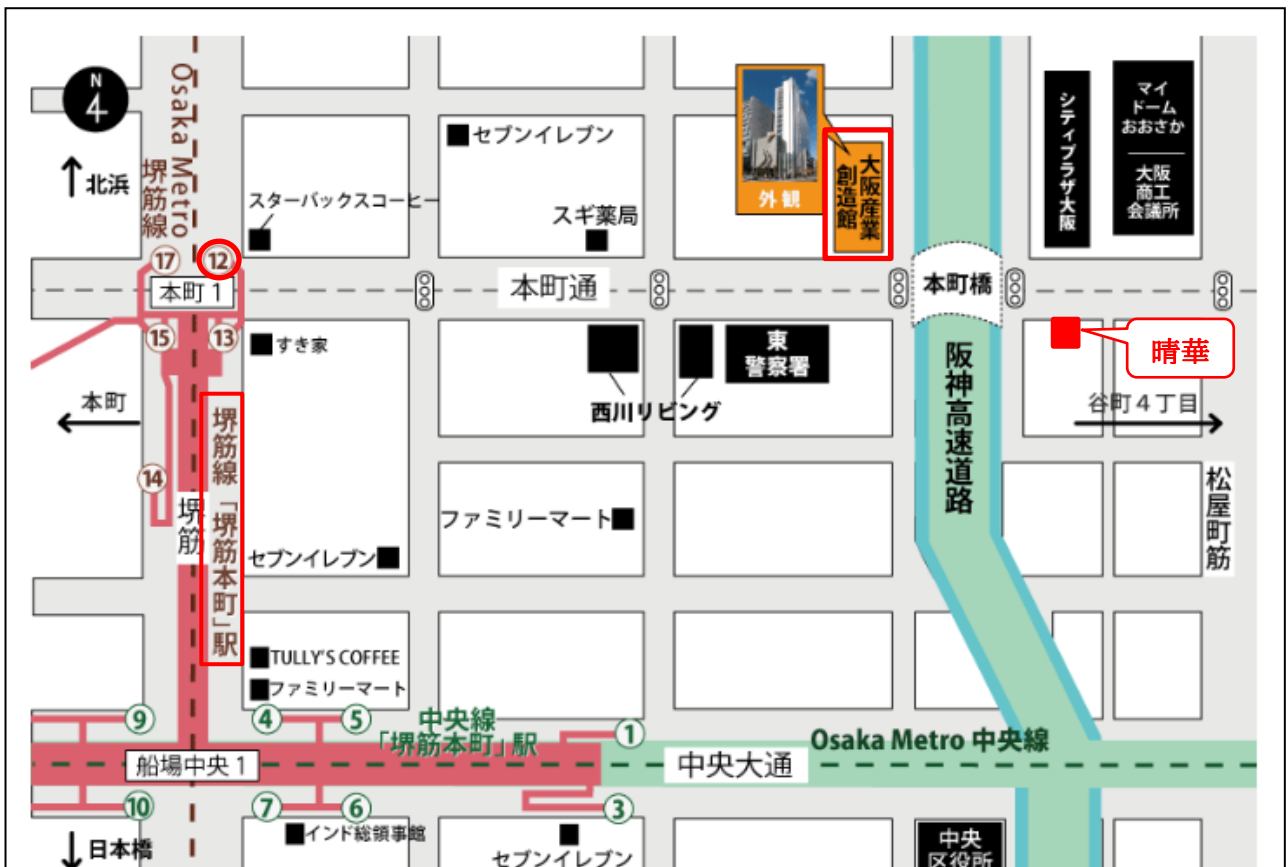 N
4
北浜
Osaka Metro
堺筋線
スターバックスコーヒー
セブンイレブン
スギ薬局
外観
大阪産業
創造館
シティプラザ大阪
マイ
ドーム
おおさか
大阪
商工
会議所
17
12
本町1
本町通
本町橋
15
13
すき家
西川リビング
東
警察署
晴華
本町
谷町4丁目
阪神高速道路
14
堺筋
堺筋線「堺筋本町」駅
ファミリーマート
セブンイレブン
松屋町筋
TULLY'S COFFEE
ファミリーマート
9
4
5
中央線
「堺筋本町」駅
1
Osaka Metro 中央線
船場中央1
中央大通
10
7
6
3
日本橋
インド総領事館
セブンイレブン
中央
区役所